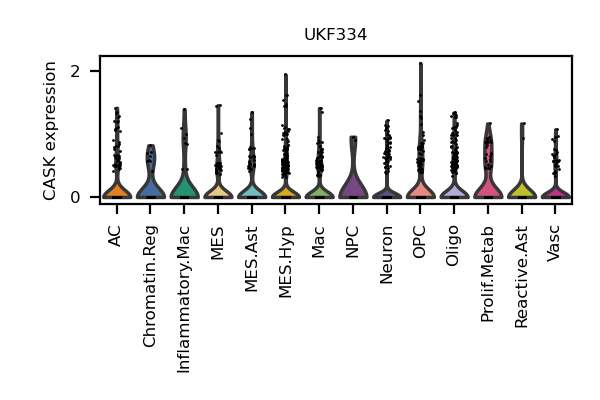 UKF334
CASK expression
2
0
AC
Chromatin.Reg
Inflammatory.Mac
MES
MES.Ast
MES.Hyp
Mac
NPC
Neuron
OPC
Oligo
Prolif.Metab
Reactive.Ast
Vasc